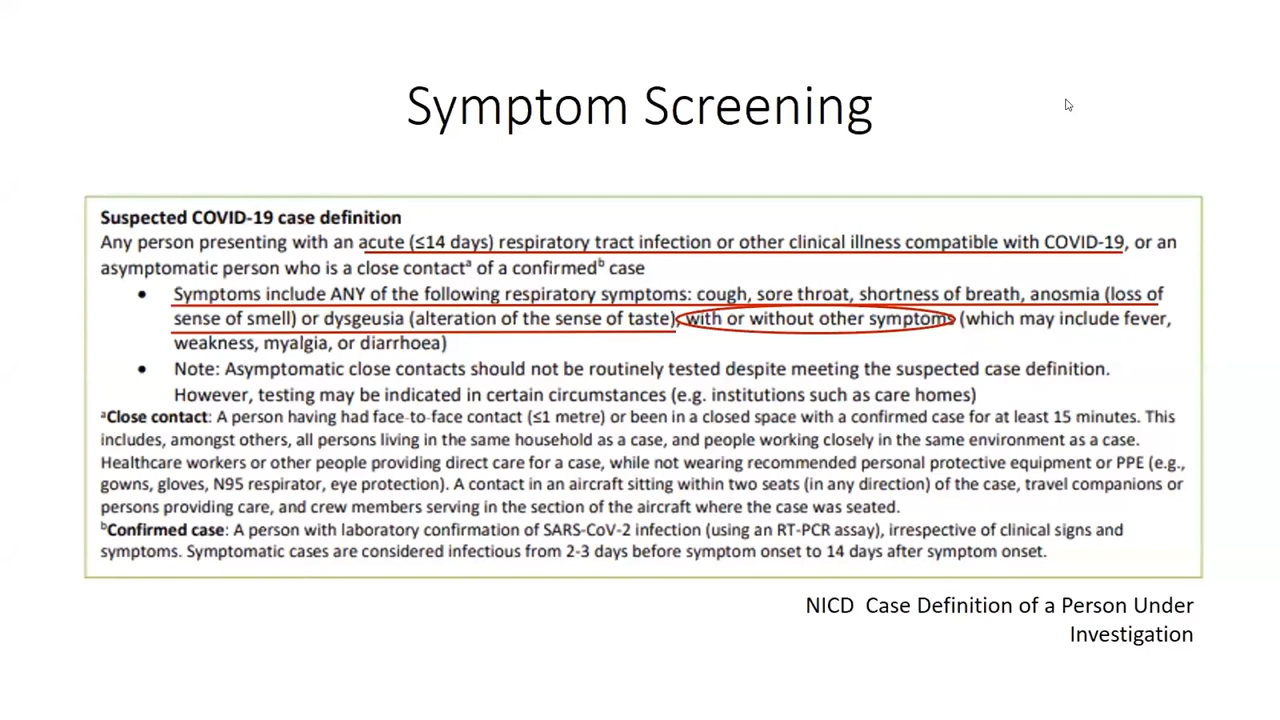 Symptom Screening
Suspected COVID-19 case definition
Any person presenting with an acute (≤14 days) respiratory tract infection or other clinical illness compatible with COVID-19, or an
asymptomatic person who is a close contactᵃ of a confirmedᵇ case
• Symptoms include ANY of the following respiratory symptoms: cough, sore throat, shortness of breath, anosmia (loss of
sense of smell) or dysgeusia (alteration of the sense of taste), with or without other symptoms (which may include fever,
weakness, myalgia, or diarrhoea)
• Note: Asymptomatic close contacts should not be routinely tested despite meeting the suspected case definition.
However, testing may be indicated in certain circumstances (e.g. institutions such as care homes)
ᵃClose contact: A person having had face-to-face contact (≤1 metre) or been in a closed space with a confirmed case for at least 15 minutes. This
includes, amongst others, all persons living in the same household as a case, and people working closely in the same environment as a case.
Healthcare workers or other people providing direct care for a case, while not wearing recommended personal protective equipment or PPE (e.g.,
gowns, gloves, N95 respirator, eye protection). A contact in an aircraft sitting within two seats (in any direction) of the case, travel companions or
persons providing care, and crew members serving in the section of the aircraft where the case was seated.
ᵇConfirmed case: A person with laboratory confirmation of SARS-CoV-2 infection (using an RT-PCR assay), irrespective of clinical signs and
symptoms. Symptomatic cases are considered infectious from 2-3 days before symptom onset to 14 days after symptom onset.
NICD Case Definition of a Person Under
Investigation